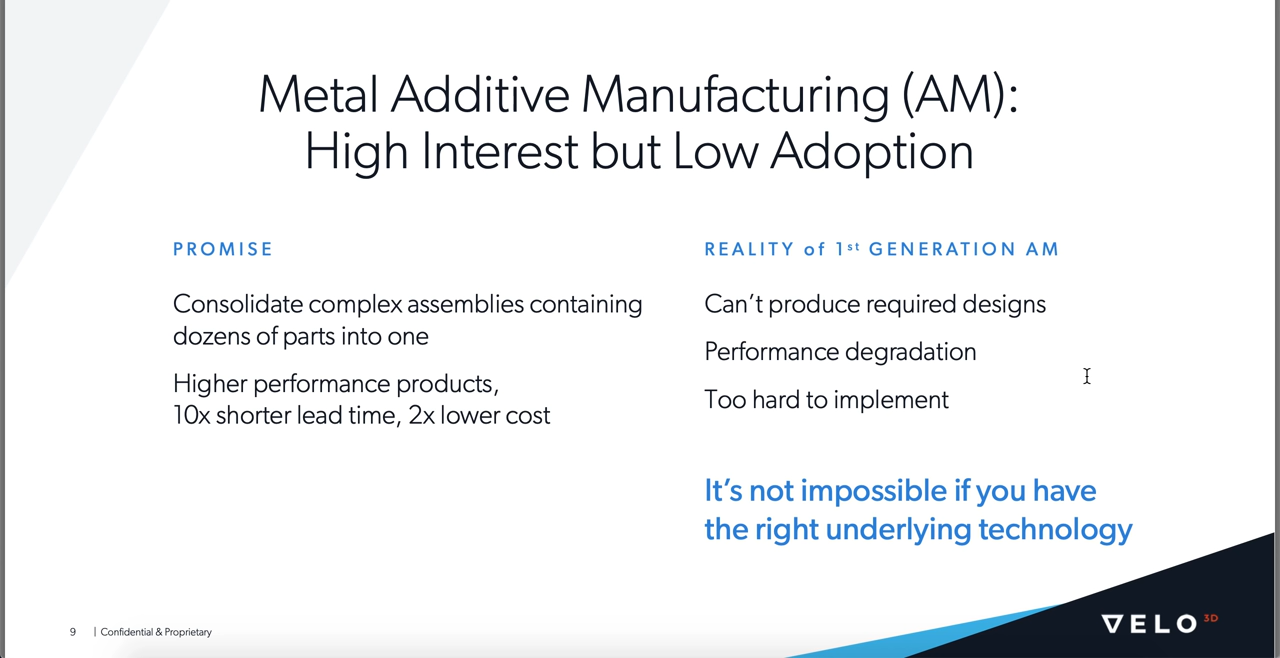 Metal Additive Manufacturing (AM):
High Interest but Low Adoption
PROMISE
Consolidate complex assemblies containing
dozens of parts into one
Higher performance products,
10x shorter lead time, 2x lower cost
REALITY of 1st GENERATION AM
Can’t produce required designs
Performance degradation
Too hard to implement
It’s not impossible if you have
the right underlying technology
9 | Confidential & Proprietary
VELO 3D